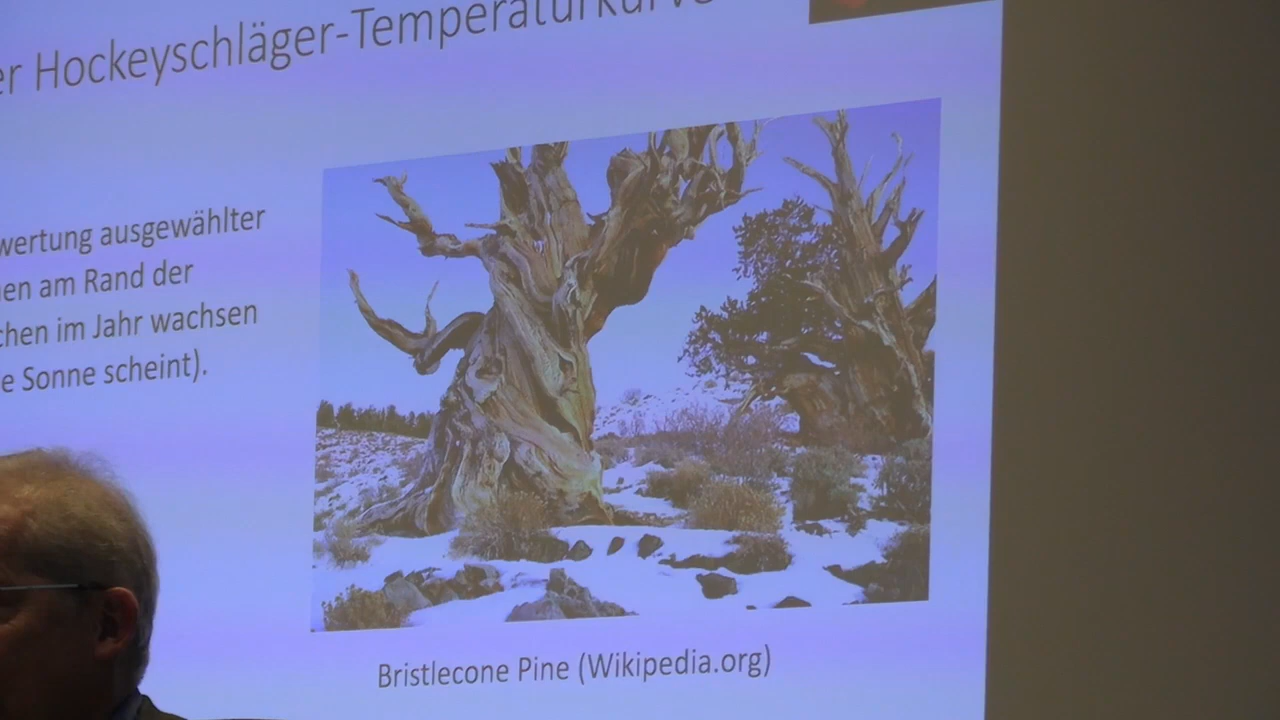 er Hockeyschläger-Temperaturkurve
wertung ausgewählter
en am Rand der
chen im Jahr wachsen
e Sonne scheint).
Bristlecone Pine (Wikipedia.org)